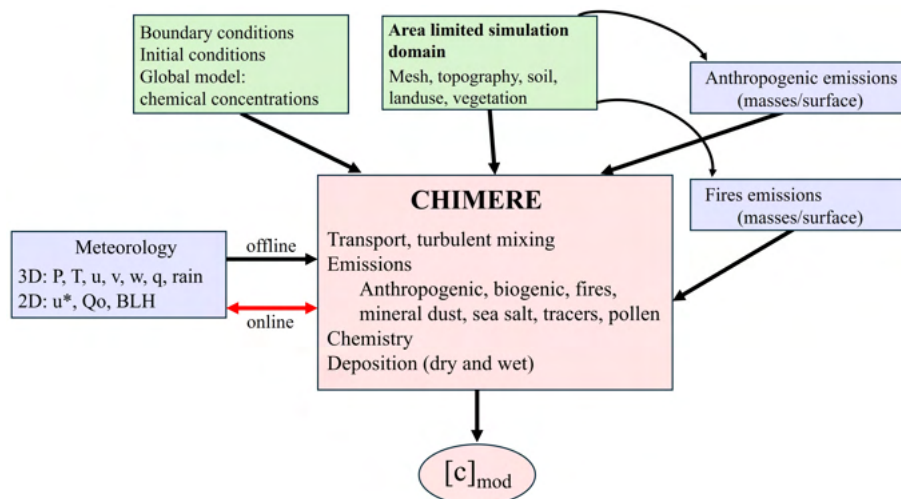 Boundary conditions
Initial conditions
Global model:
chemical concentrations
Area limited simulation
domain
Mesh, topography, soil,
landuse, vegetation
Anthropogenic emissions
(masses/surface)
Fires emissions
(masses/surface)
Meteorology
3D: P, T, u, v, w, q, rain
2D: u*, Qo, BLH
offline
online
CHIMERE
Transport, turbulent mixing
Emissions
Anthropogenic, biogenic, fires,
mineral dust, sea salt, tracers, pollen
Chemistry
Deposition (dry and wet)
[c]mod